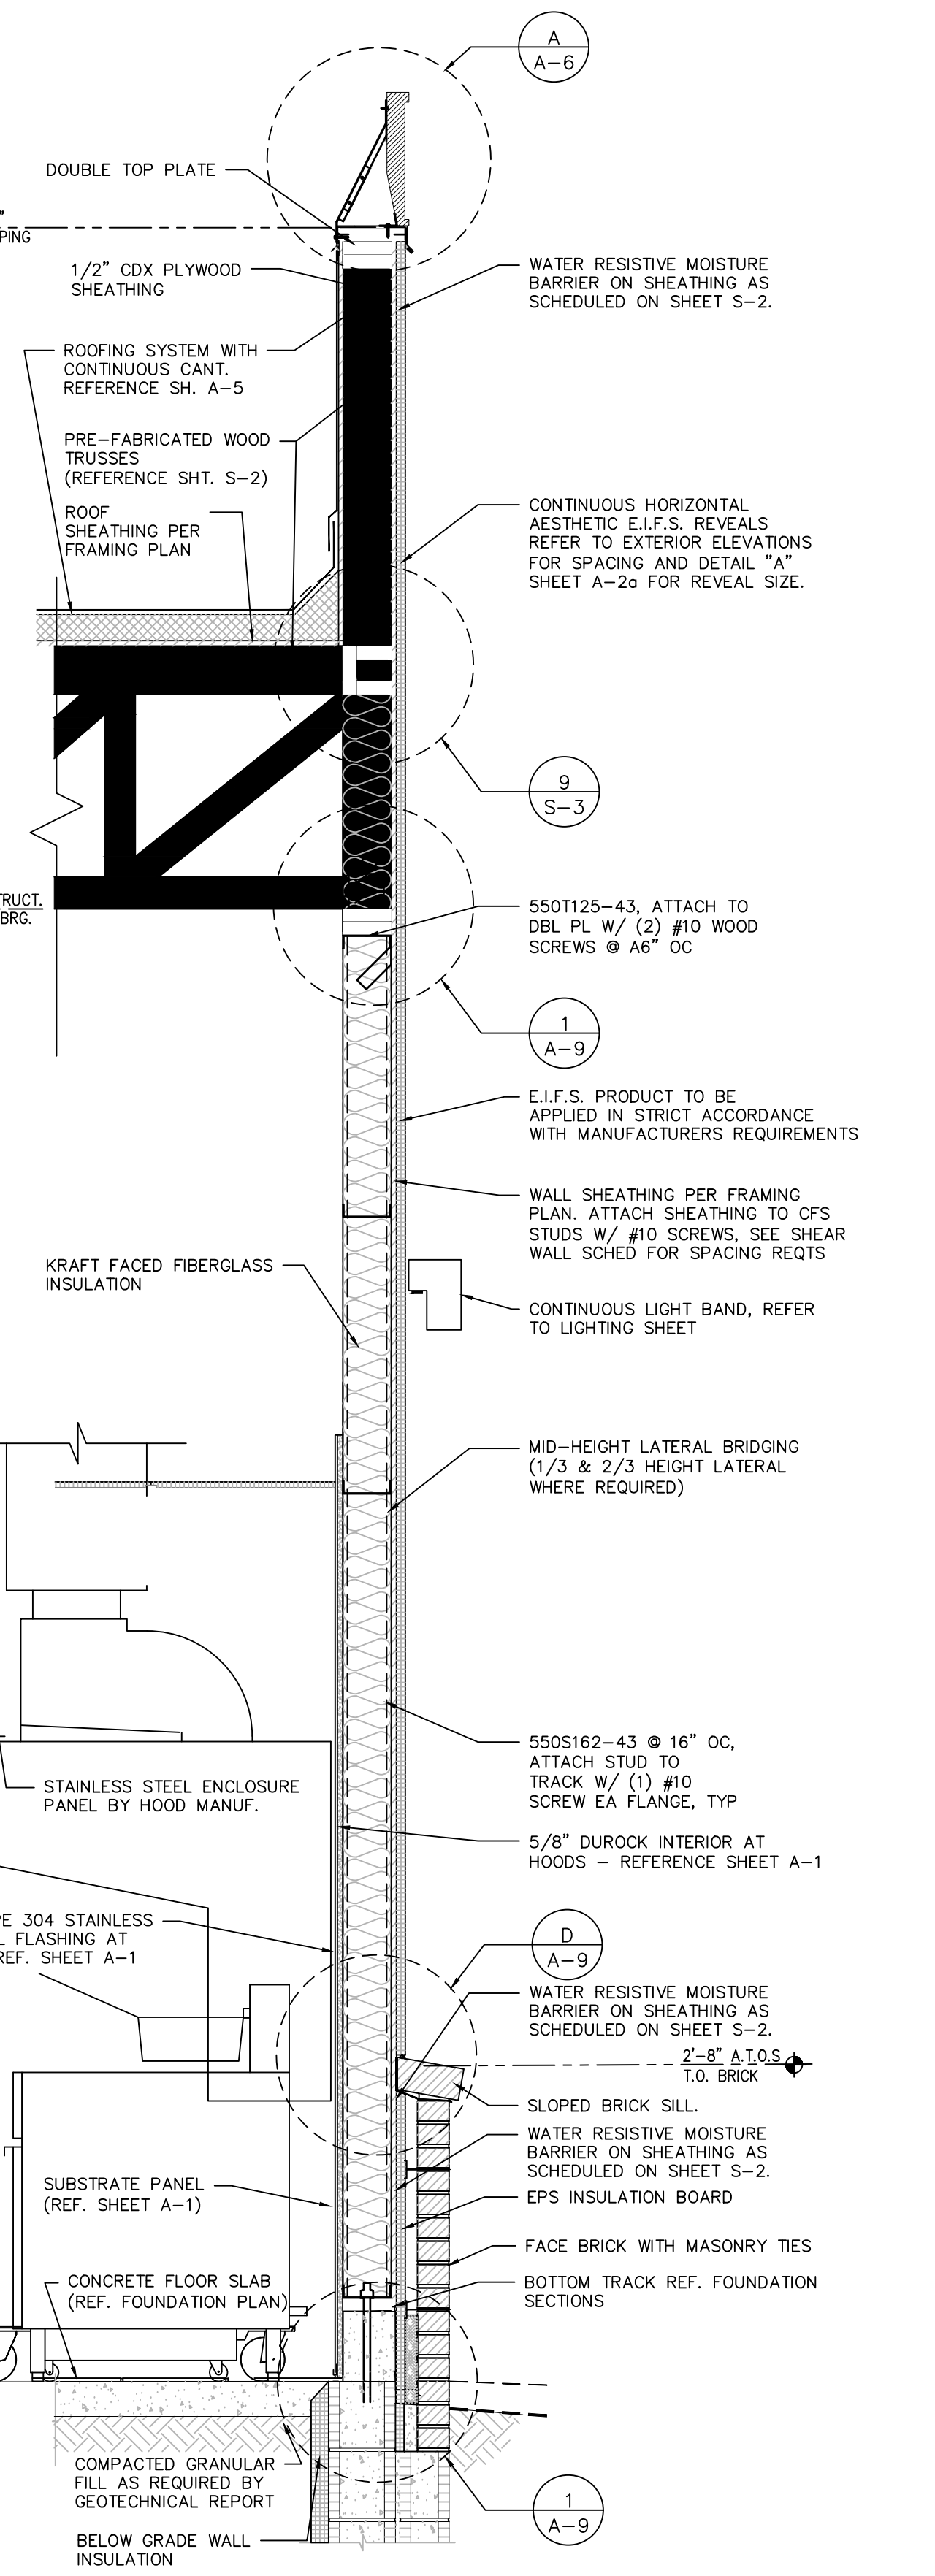 A
A-6
DOUBLE TOP PLATE
"
PING
1/2" CDX PLYWOOD
SHEATHING
WATER RESISTIVE MOISTURE
BARRIER ON SHEATHING AS
SCHEDULED ON SHEET S-2.
ROOFING SYSTEM WITH
CONTINUOUS CANT.
REFERENCE SH. A-5
PRE-FABRICATED WOOD
TRUSSES
(REFERENCE SHT. S-2)
ROOF
SHEATHING PER
FRAMING PLAN
CONTINUOUS HORIZONTAL
AESTHETIC E.I.F.S. REVEALS
REFER TO EXTERIOR ELEVATIONS
FOR SPACING AND DETAIL "A"
SHEET A-2a FOR REVEAL SIZE.
9
S-3
TRUCT.
BRG.
550T125-43, ATTACH TO
DBL PL W/ (2) #10 WOOD
SCREWS @ A6" OC
1
A-9
E.I.F.S. PRODUCT TO BE
APPLIED IN STRICT ACCORDANCE
WITH MANUFACTURERS REQUIREMENTS
WALL SHEATHING PER FRAMING
PLAN. ATTACH SHEATHING TO CFS
STUDS W/ #10 SCREWS, SEE SHEAR
WALL SCHED FOR SPACING REQTS
KRAFT FACED FIBERGLASS
INSULATION
CONTINUOUS LIGHT BAND, REFER
TO LIGHTING SHEET
MID-HEIGHT LATERAL BRIDGING
(1/3 & 2/3 HEIGHT LATERAL
WHERE REQUIRED)
550S162-43 @ 16" OC,
ATTACH STUD TO
TRACK W/ (1) #10
SCREW EA FLANGE, TYP
STAINLESS STEEL ENCLOSURE
PANEL BY HOOD MANUF.
5/8" DUROCK INTERIOR AT
HOODS - REFERENCE SHEET A-1
PE 304 STAINLESS
L FLASHING AT
REF. SHEET A-1
D
A-9
WATER RESISTIVE MOISTURE
BARRIER ON SHEATHING AS
SCHEDULED ON SHEET S-2.
2'-8" A.T.O.S
T.O. BRICK
SLOPED BRICK SILL.
WATER RESISTIVE MOISTURE
BARRIER ON SHEATHING AS
SCHEDULED ON SHEET S-2.
SUBSTRATE PANEL
(REF. SHEET A-1)
EPS INSULATION BOARD
FACE BRICK WITH MASONRY TIES
CONCRETE FLOOR SLAB
(REF. FOUNDATION PLAN)
BOTTOM TRACK REF. FOUNDATION
SECTIONS
COMPACTED GRANULAR
FILL AS REQUIRED BY
GEOTECHNICAL REPORT
1
A-9
BELOW GRADE WALL
INSULATION